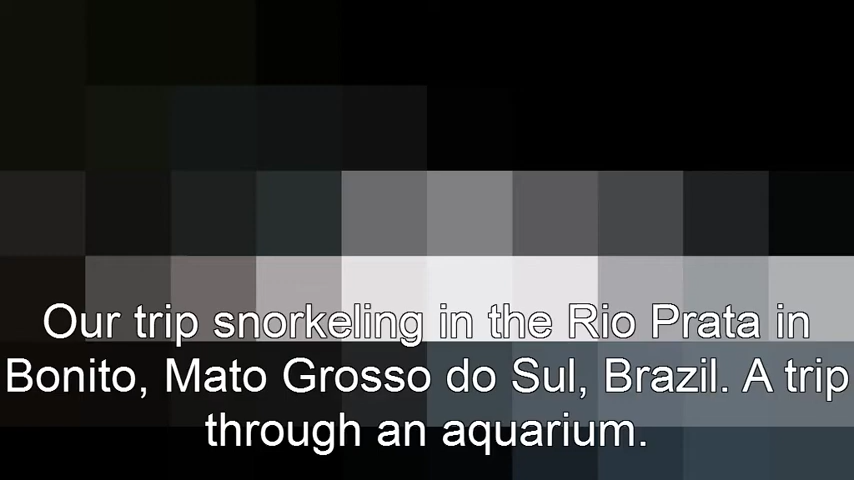 Our trip snorkeling in the Rio Prata in
Bonito, Mato Grosso do Sul, Brazil. A trip
through an aquarium.